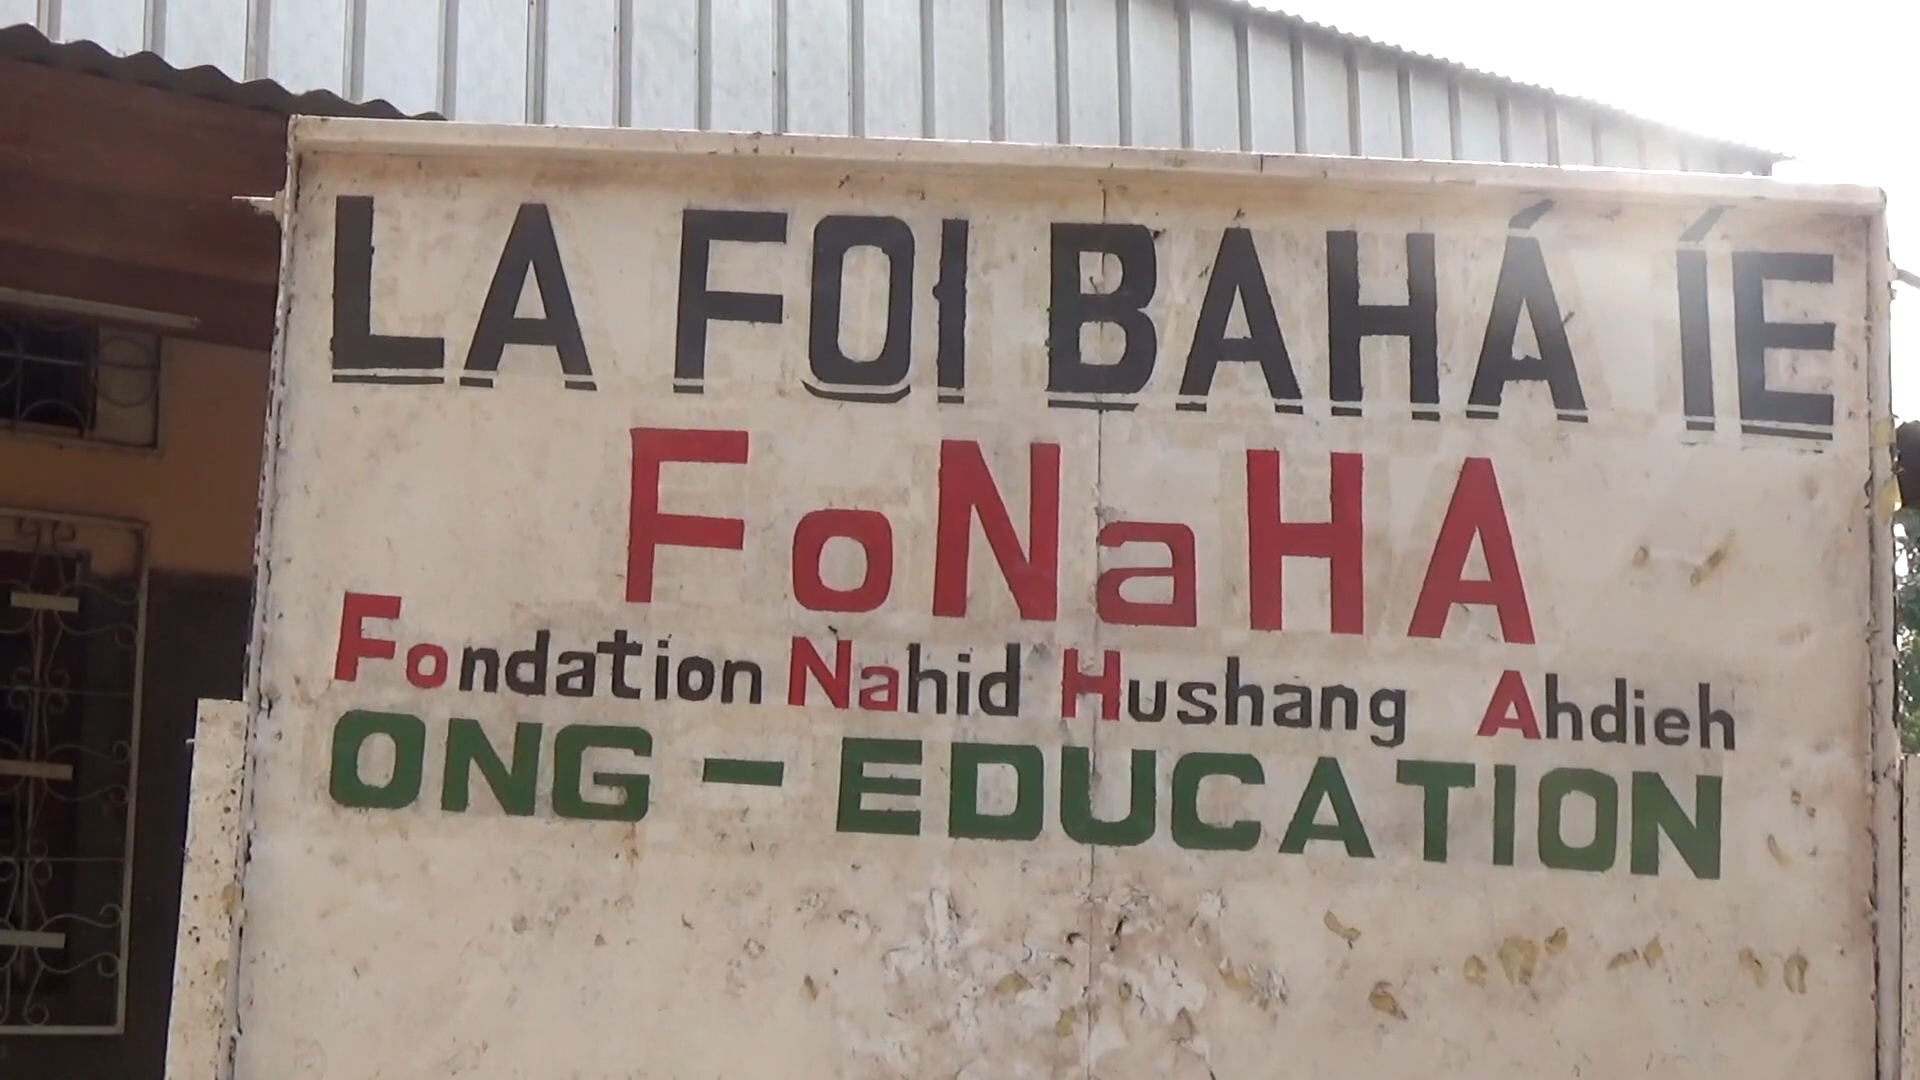 LA FOI BAHÁ ÍE
FoNaHA
Fondation Nahid Hushang Ahdieh
ONG - EDUCATION